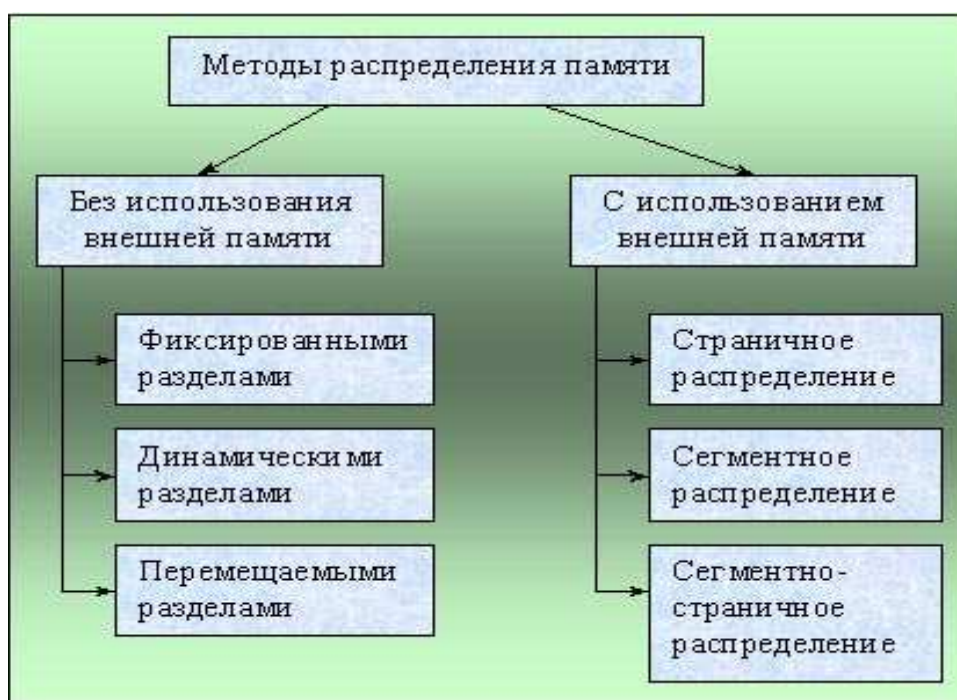 Методы распределения памяти
Без использования
внешней памяти
С использованием
внешней памяти
Фиксированными
разделами
Динамическими
разделами
Перемещаемыми
разделами
Страничное
распределение
Сегментное
распределение
Сегментно-
страничное
распределение